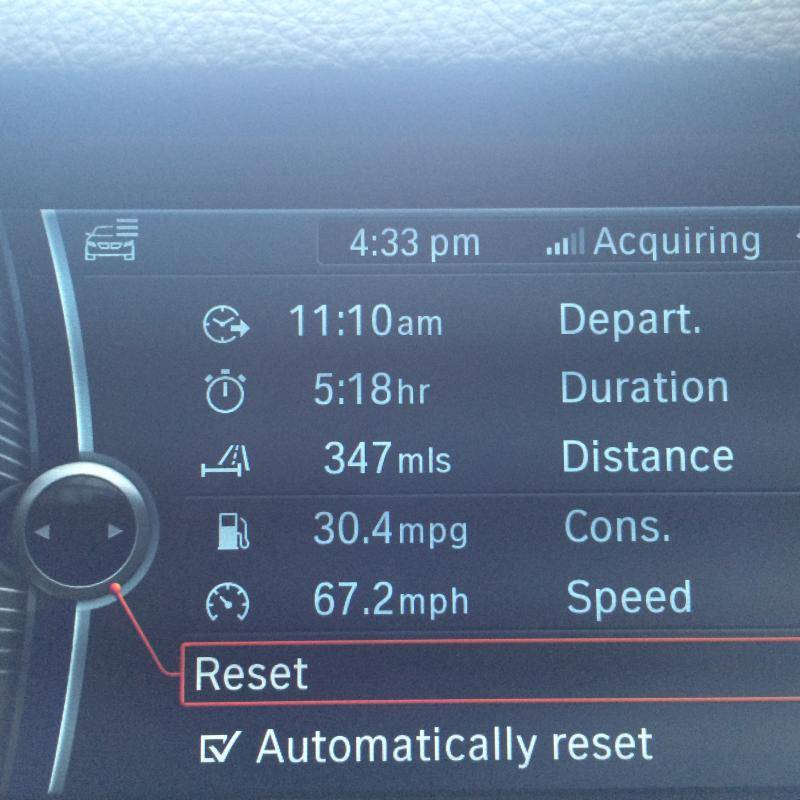 4:33 pm Acquiring
11:10am Depart.
5:18hr Duration
347mls Distance
30.4mpg Cons.
67.2mph Speed
Reset
Automatically reset